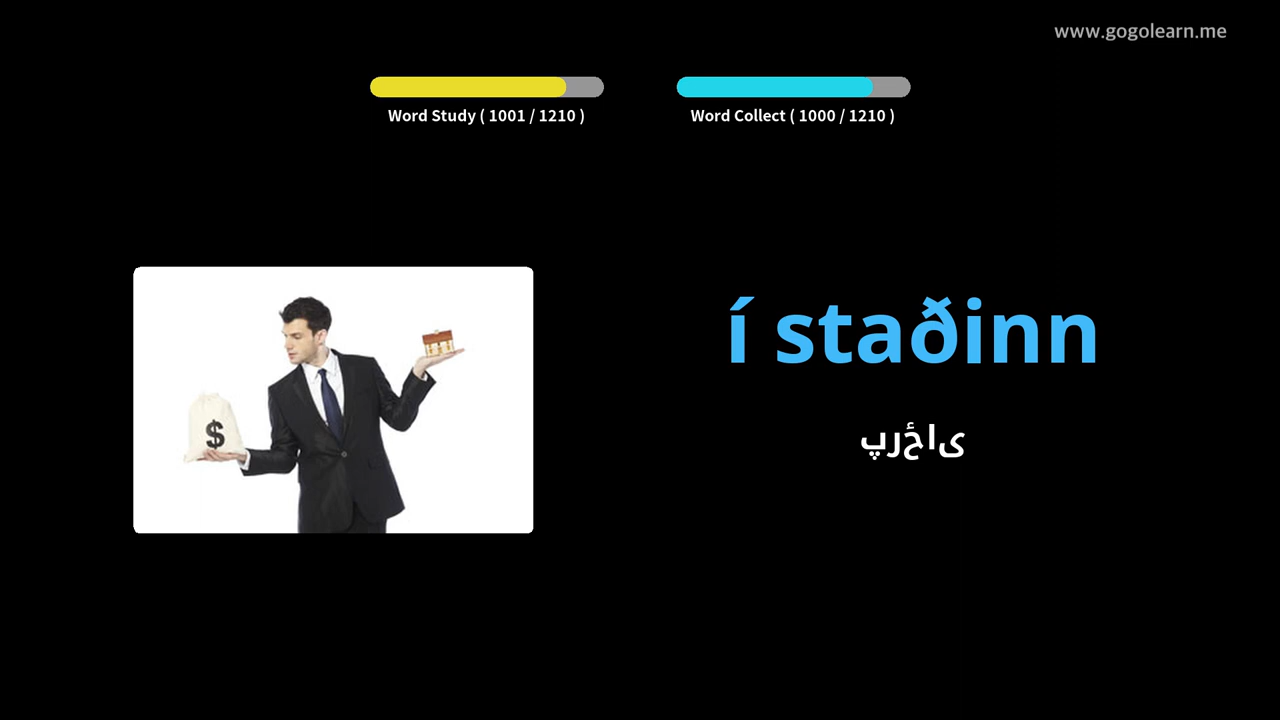 www.gogolearn.me
Word Study ( 1001 / 1210 )
Word Collect ( 1000 / 1210 )
í staðinn
پرځای